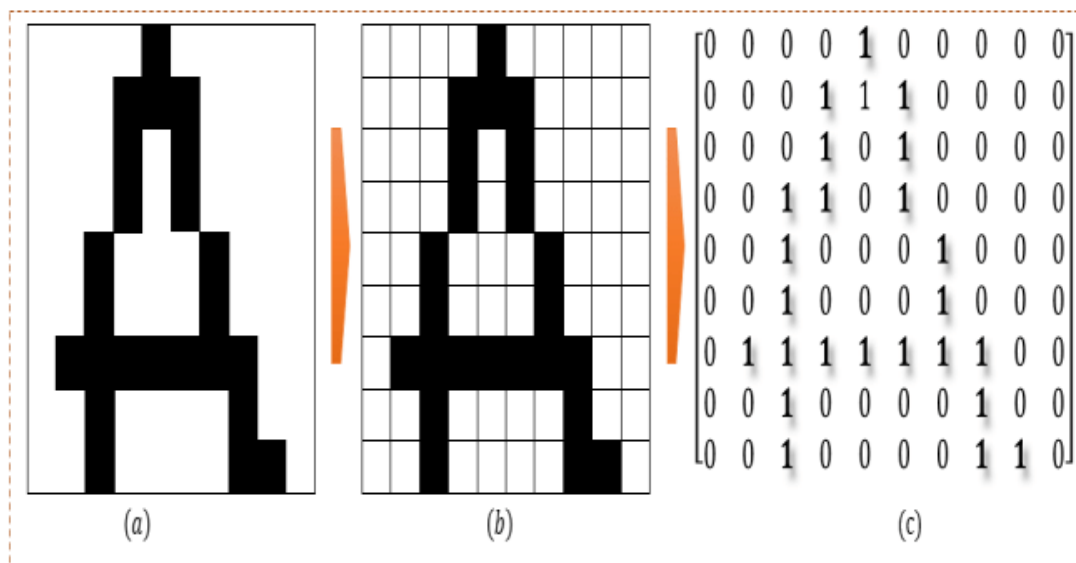 0 0 0 0 1 0 0 0 0 0
0 0 0 1 1 1 0 0 0 0
0 0 0 1 0 1 0 0 0 0
0 0 1 1 0 1 0 0 0 0
0 0 1 0 0 0 1 0 0 0
0 0 1 0 0 0 1 0 0 0
0 1 1 1 1 1 1 1 0 0
0 0 1 0 0 0 0 1 0 0
0 0 1 0 0 0 0 1 1 0
(a) (b) (c)